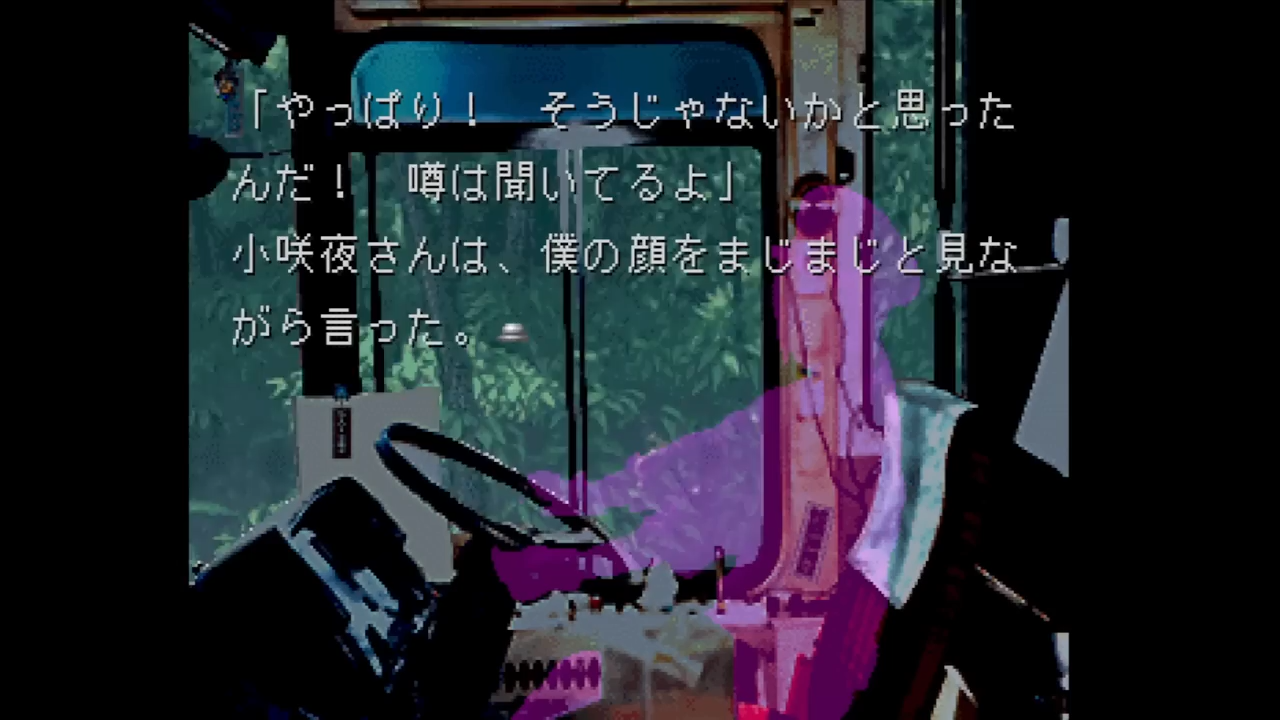 「やっぱり！　そうじゃないかと思った
んだ！　噂は聞いてるよ」
小咲夜さんは、僕の顔をまじまじと見な
がら言った。